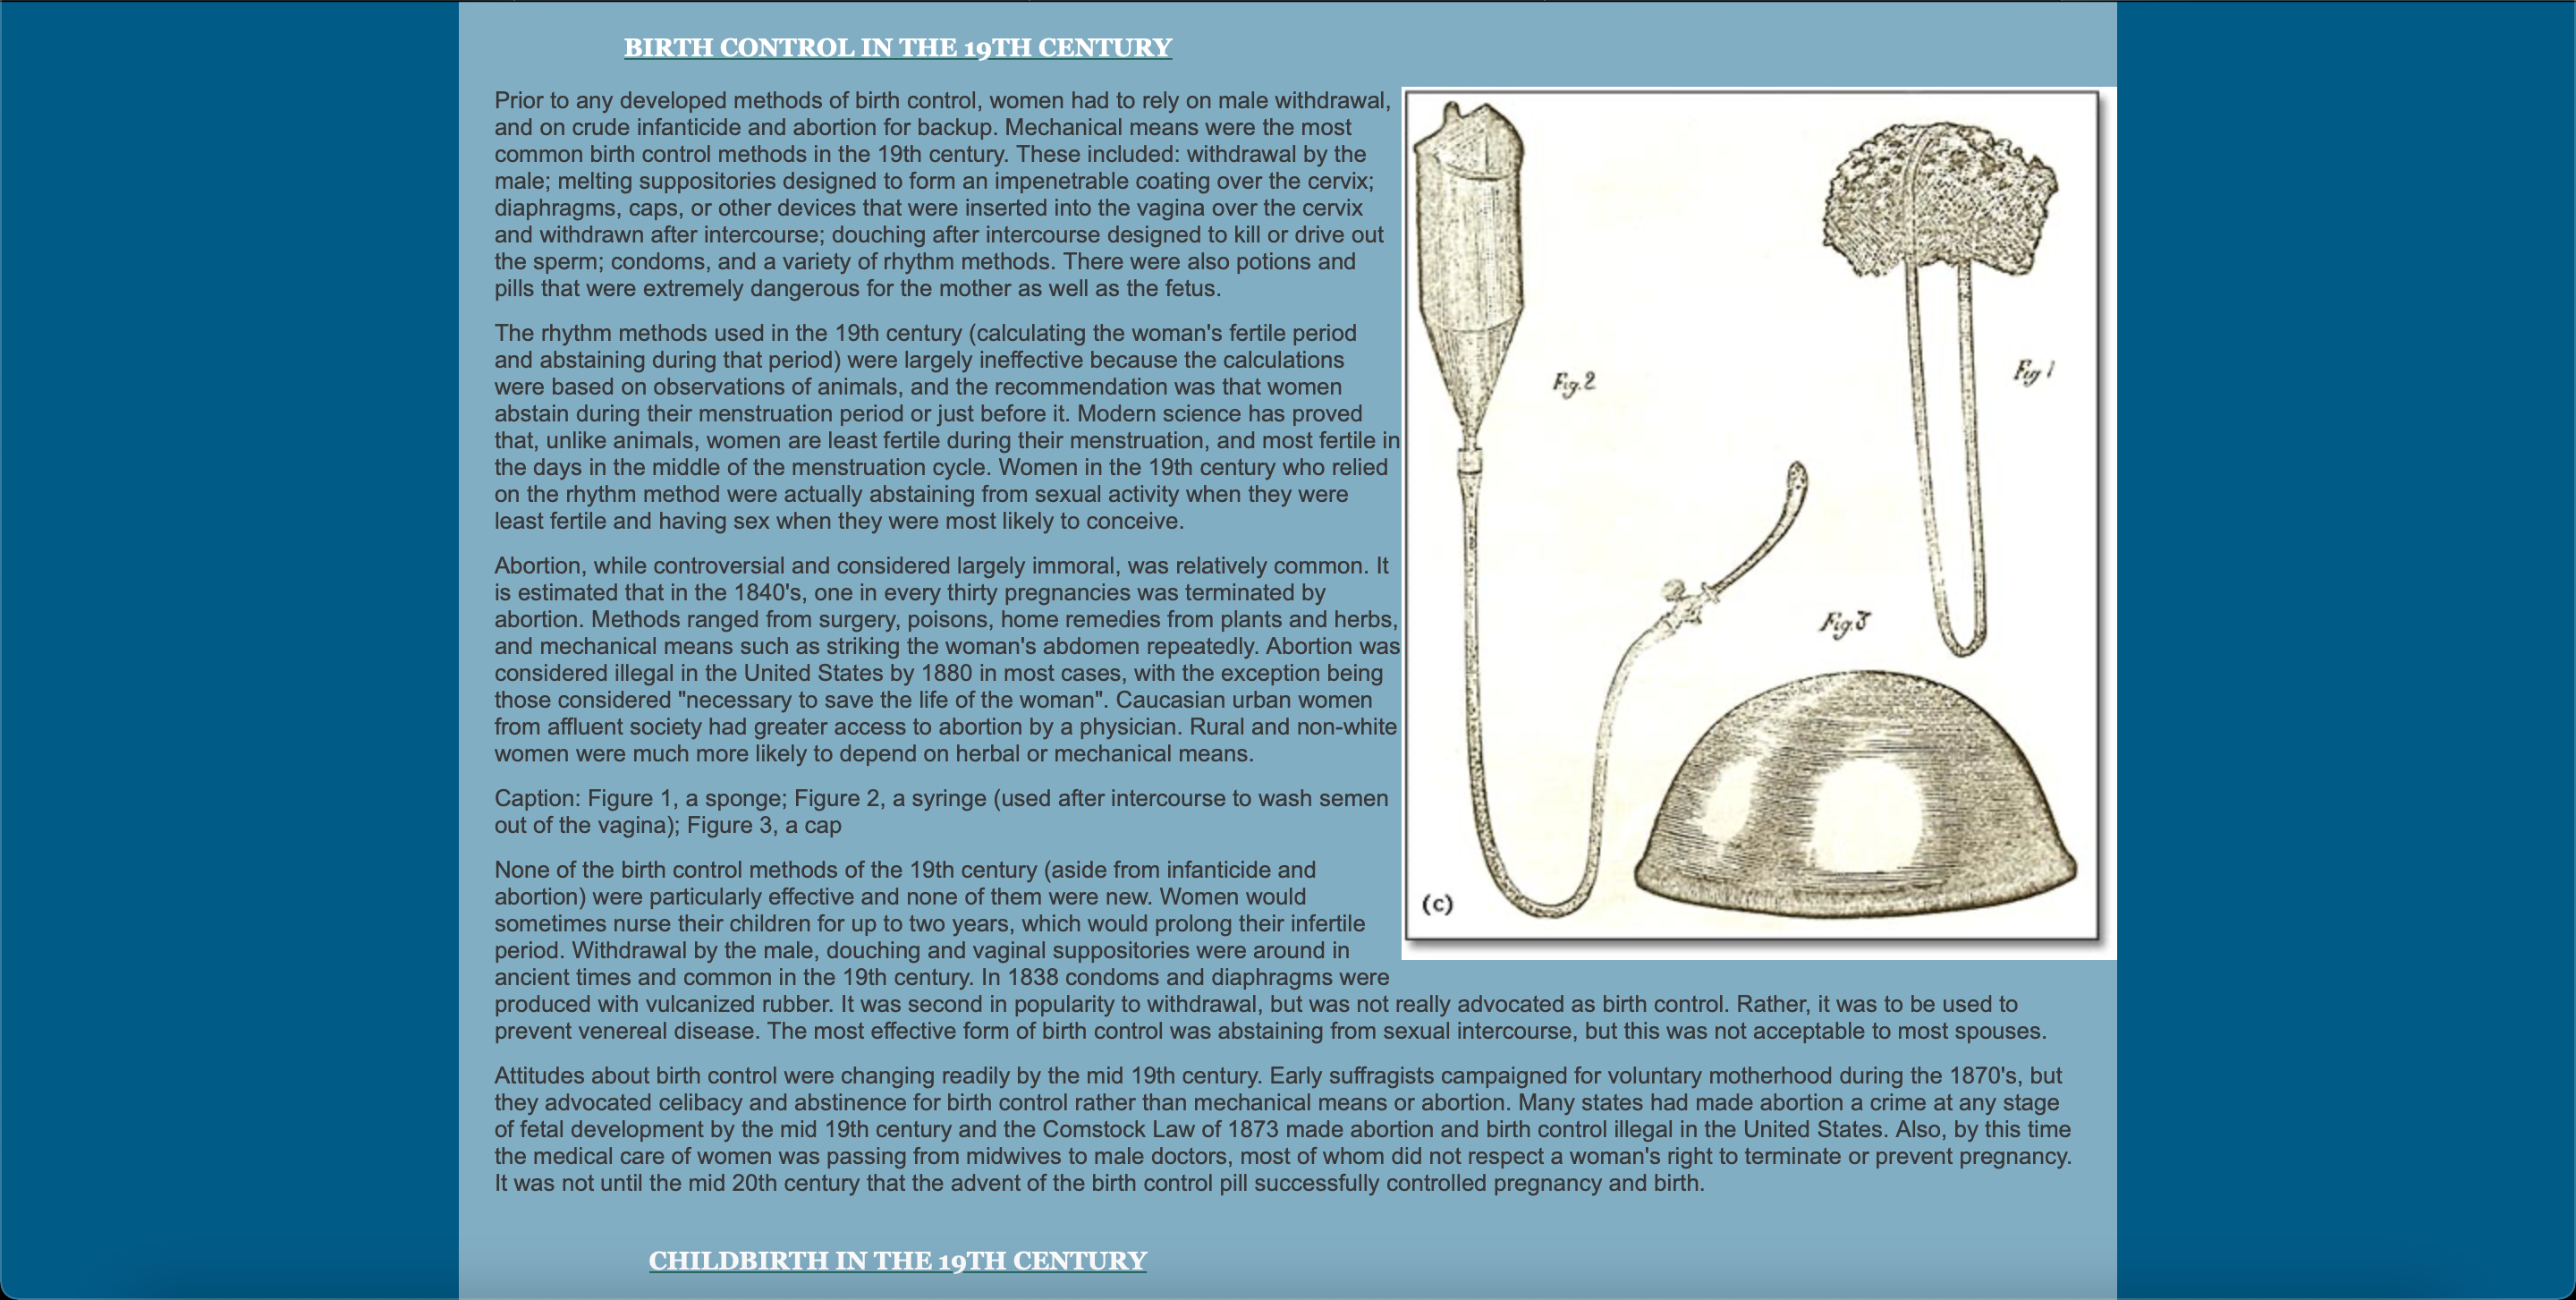 BIRTH CONTROL IN THE 19TH CENTURY
Prior to any developed methods of birth control, women had to rely on male withdrawal,
and on crude infanticide and abortion for backup. Mechanical means were the most
common birth control methods in the 19th century. These included: withdrawal by the
male; melting suppositories designed to form an impenetrable coating over the cervix;
diaphragms, caps, or other devices that were inserted into the vagina over the cervix
and withdrawn after intercourse; douching after intercourse designed to kill or drive out
the sperm; condoms, and a variety of rhythm methods. There were also potions and
pills that were extremely dangerous for the mother as well as the fetus.
The rhythm methods used in the 19th century (calculating the woman's fertile period
and abstaining during that period) were largely ineffective because the calculations
were based on observations of animals, and the recommendation was that women
abstain during their menstruation period or just before it. Modern science has proved
that, unlike animals, women are least fertile during their menstruation, and most fertile in
the days in the middle of the menstruation cycle. Women in the 19th century who relied
on the rhythm method were actually abstaining from sexual activity when they were
least fertile and having sex when they were most likely to conceive.
Abortion, while controversial and considered largely immoral, was relatively common. It
is estimated that in the 1840's, one in every thirty pregnancies was terminated by
abortion. Methods ranged from surgery, poisons, home remedies from plants and herbs,
and mechanical means such as striking the woman's abdomen repeatedly. Abortion was
considered illegal in the United States by 1880 in most cases, with the exception being
those considered "necessary to save the life of the woman". Caucasian urban women
from affluent society had greater access to abortion by a physician. Rural and non-white
women were much more likely to depend on herbal or mechanical means.
Caption: Figure 1, a sponge; Figure 2, a syringe (used after intercourse to wash semen
out of the vagina); Figure 3, a cap
None of the birth control methods of the 19th century (aside from infanticide and
abortion) were particularly effective and none of them were new. Women would
sometimes nurse their children for up to two years, which would prolong their infertile
period. Withdrawal by the male, douching and vaginal suppositories were around in
ancient times and common in the 19th century. In 1838 condoms and diaphragms were
produced with vulcanized rubber. It was second in popularity to withdrawal, but was not really advocated as birth control. Rather, it was to be used to
prevent venereal disease. The most effective form of birth control was abstaining from sexual intercourse, but this was not acceptable to most spouses.
Attitudes about birth control were changing readily by the mid 19th century. Early suffragists campaigned for voluntary motherhood during the 1870's, but
they advocated celibacy and abstinence for birth control rather than mechanical means or abortion. Many states had made abortion a crime at any stage
of fetal development by the mid 19th century and the Comstock Law of 1873 made abortion and birth control illegal in the United States. Also, by this time
the medical care of women was passing from midwives to male doctors, most of whom did not respect a woman's right to terminate or prevent pregnancy.
It was not until the mid 20th century that the advent of the birth control pill successfully controlled pregnancy and birth.
Fig 1
Fig. 2
Fig. 3
(c)
CHILDBIRTH IN THE 19TH CENTURY